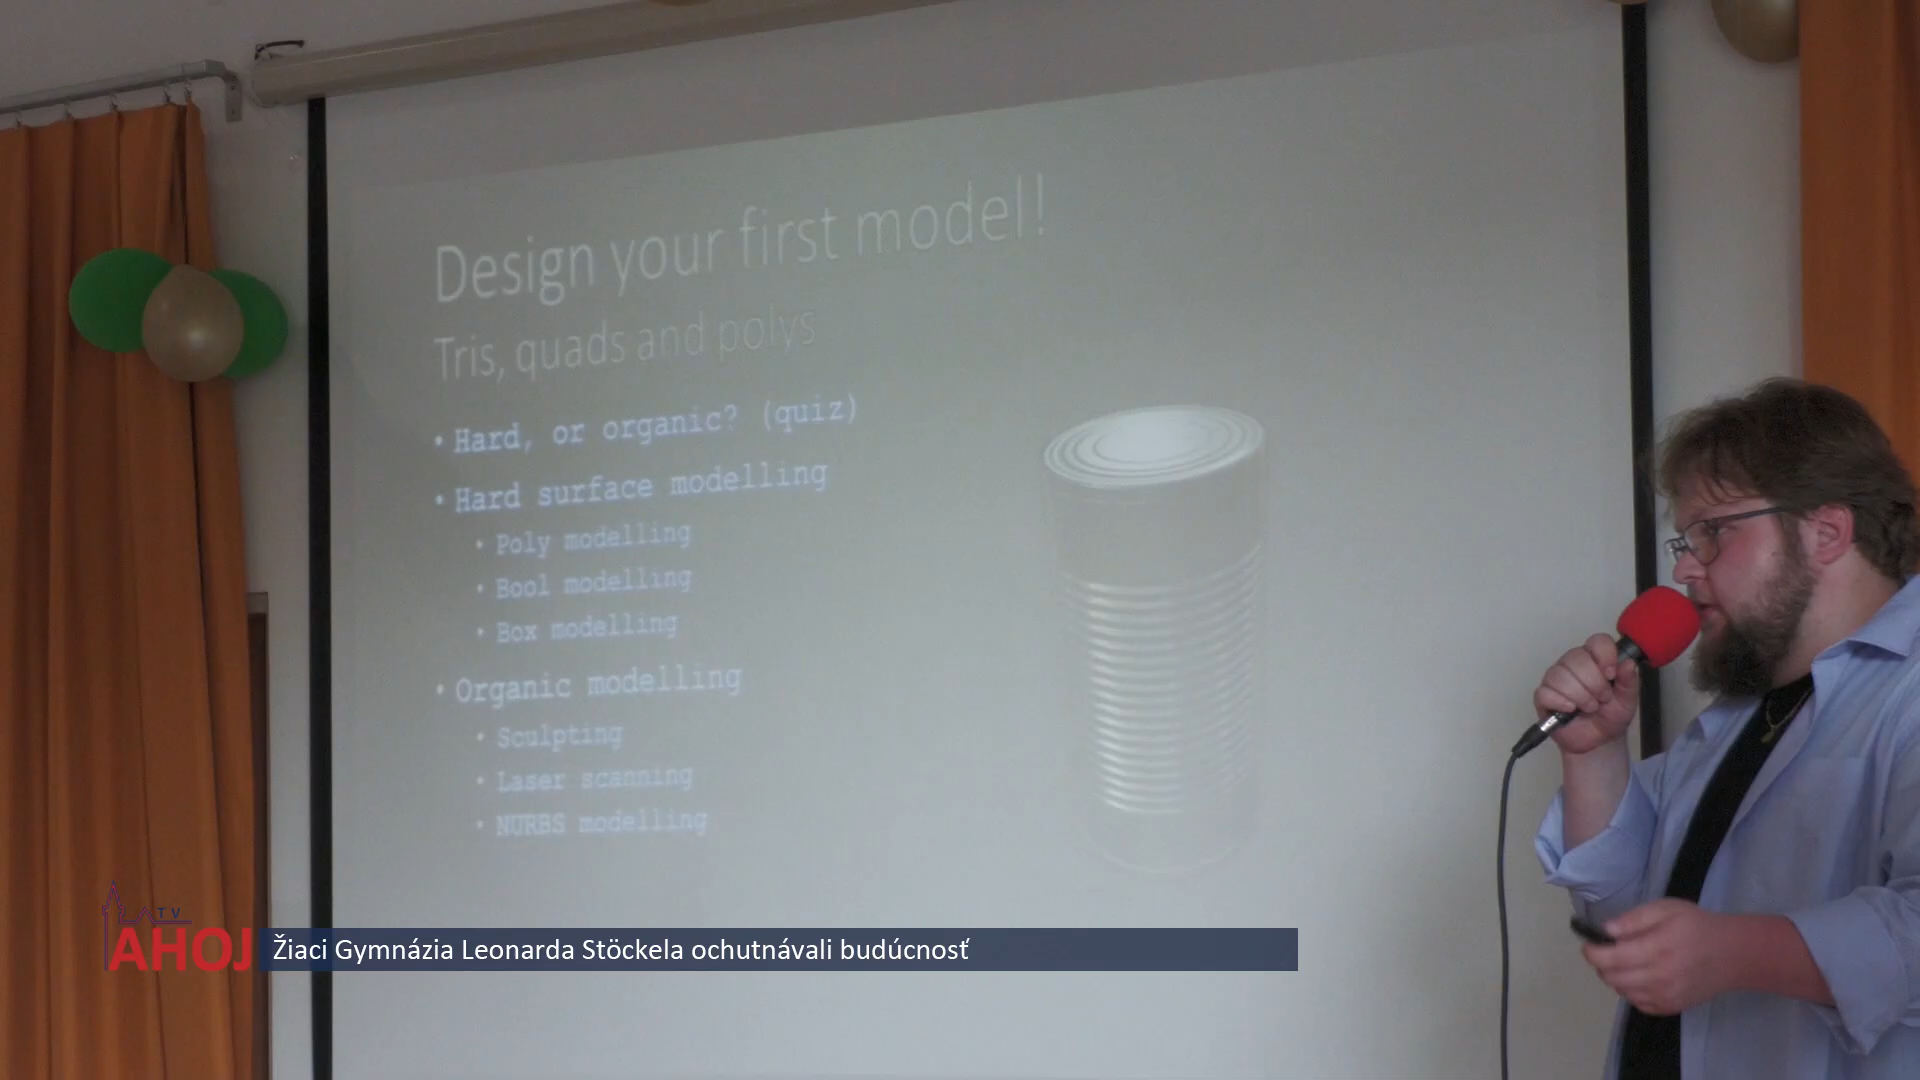 Design your first model!
Tris, quads and polys
• Hard, or organic? (quiz)
• Hard surface modelling
• Poly modelling
• Bool modelling
• Box modelling
• Organic modelling
• Sculpting
• Laser scanning
• NURBS modelling
TV
AHOJ
Žiaci Gymnázia Leonarda Stöckela ochutnávali budúcnosť